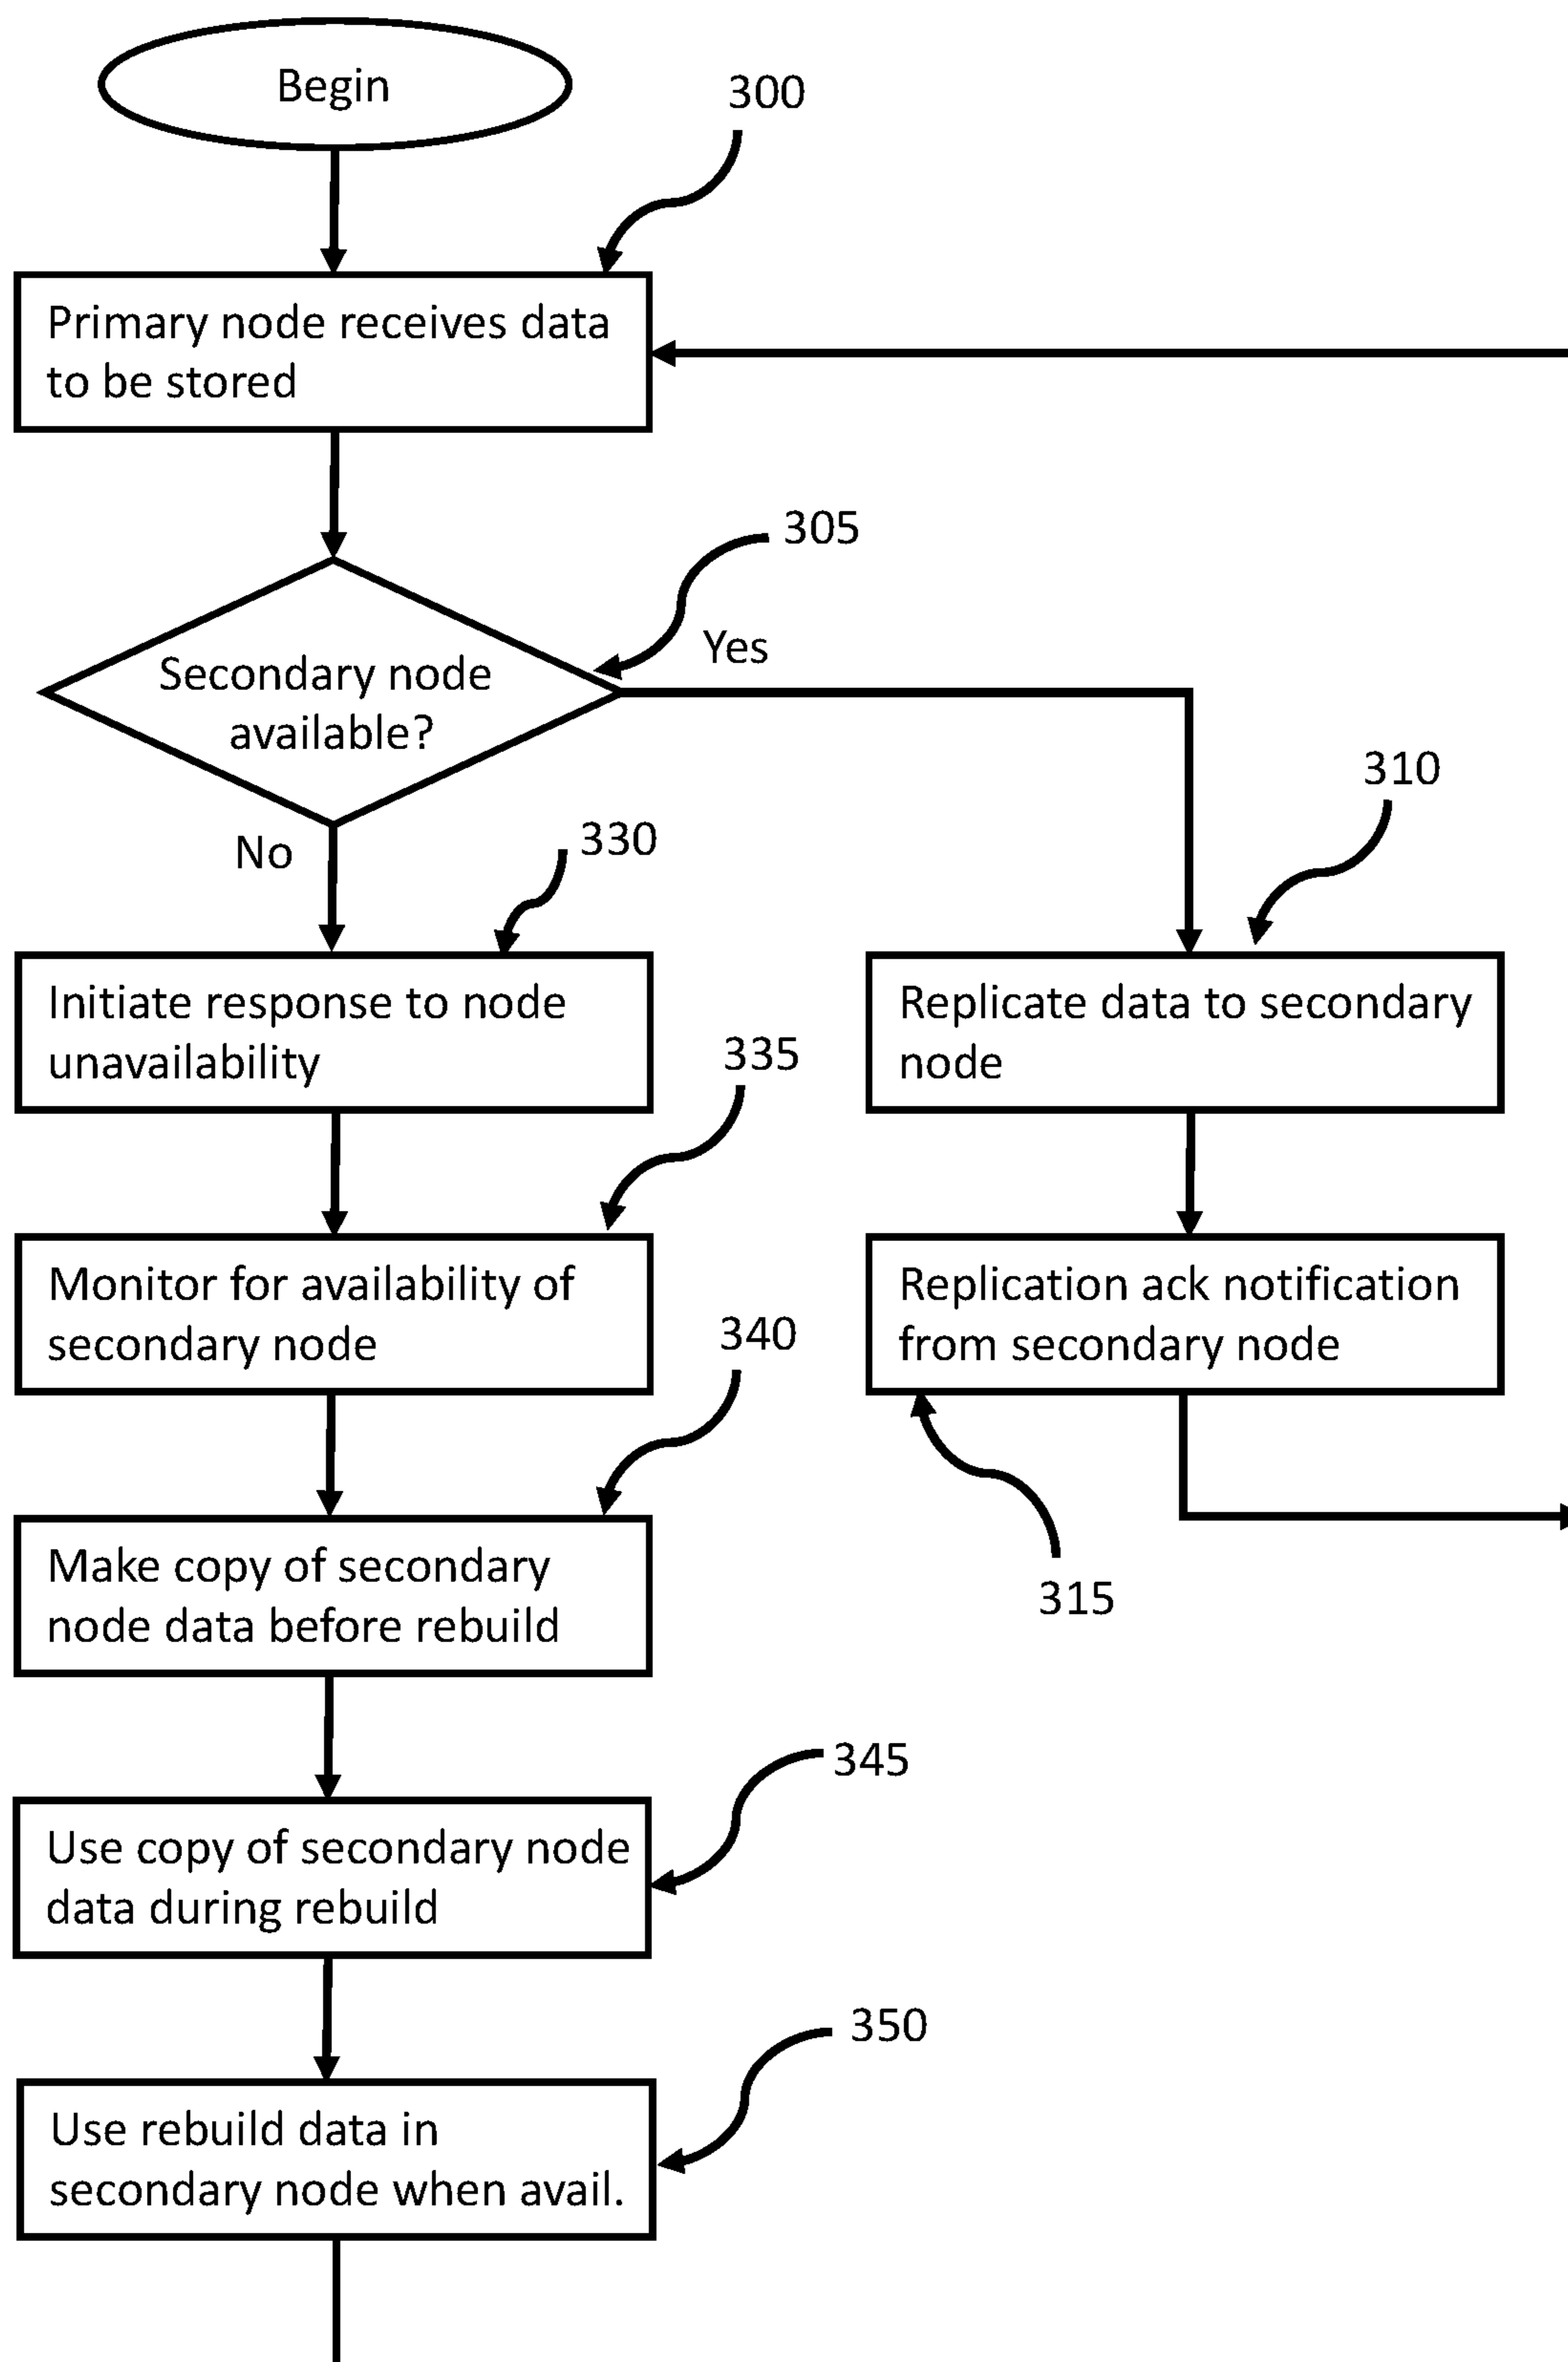 Begin
300
Primary node receives data
to be stored
305
Yes
Secondary node
available?
310
No
330
Initiate response to node
unavailability
Replicate data to secondary
node
335
Monitor for availability of
secondary node
Replication ack notification
from secondary node
340
315
Make copy of secondary
node data before rebuild
345
Use copy of secondary node
data during rebuild
350
Use rebuild data in
secondary node when avail.